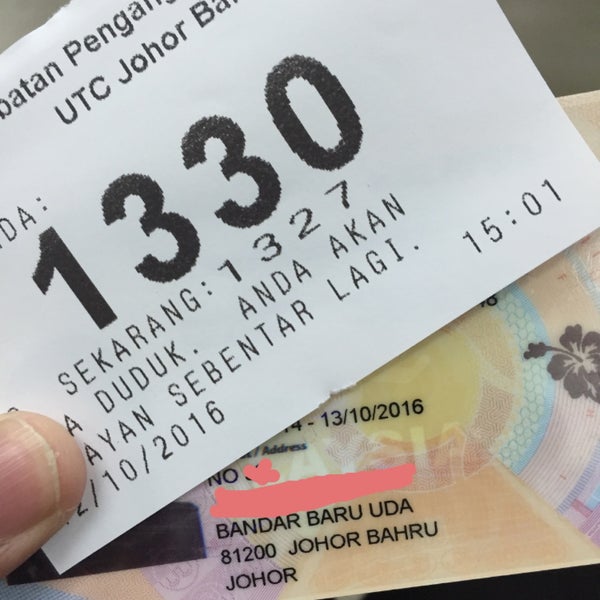 batan Pengang
UTC Johor Ba
NDA:
1330
SEKARANG:1327
A DUDUK. ANDA AKAN
AYAN SEBENTAR LAGI.
2/10/2016 15:01
14 - 13/10/2016
/ Address
NO
BANDAR BARU UDA
81200 JOHOR BAHRU
JOHOR